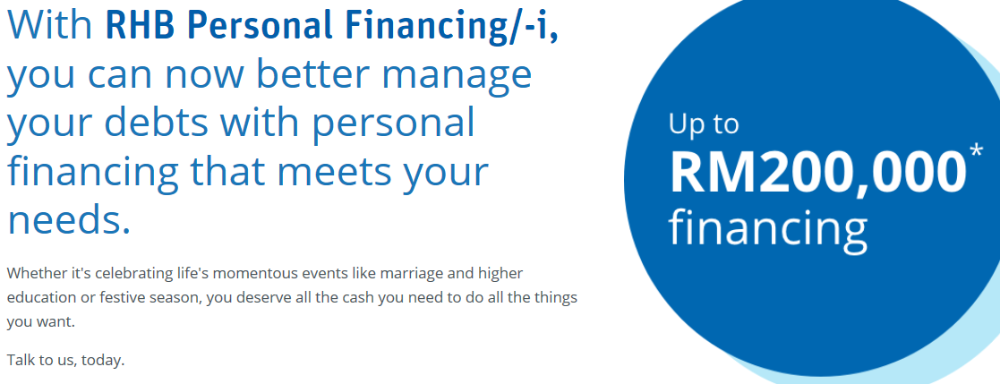 With RHB Personal Financing/-i,
you can now better manage
your debts with personal
financing that meets your
needs.
Whether it's celebrating life's momentous events like marriage and higher
education or festive season, you deserve all the cash you need to do all the things
you want.
Talk to us, today.
Up to
RM200,000*
financing